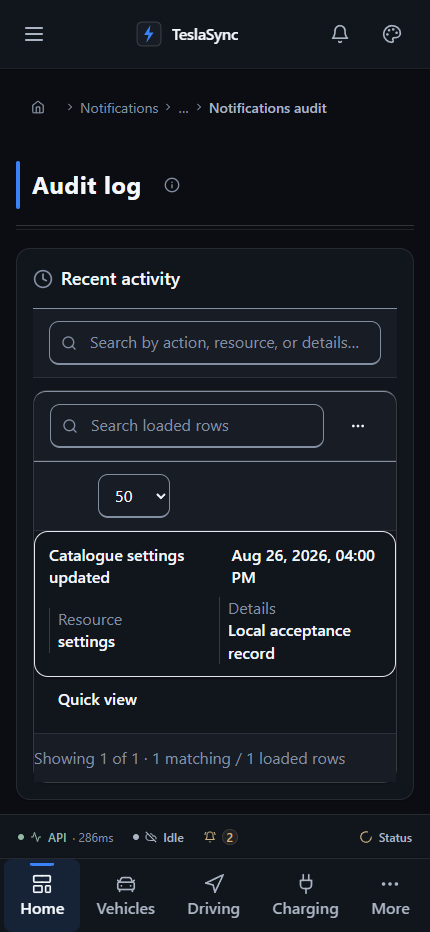 TeslaSync
Notifications ... Notifications audit
Audit log
Recent activity
Search by action, resource, or details...
Search loaded rows
50
Catalogue settings updated
Aug 26, 2026, 04:00 PM
Resource
settings
Details
Local acceptance record
Quick view
Showing 1 of 1 · 1 matching / 1 loaded rows
API · 286ms Idle 2 Status
Home Vehicles Driving Charging More